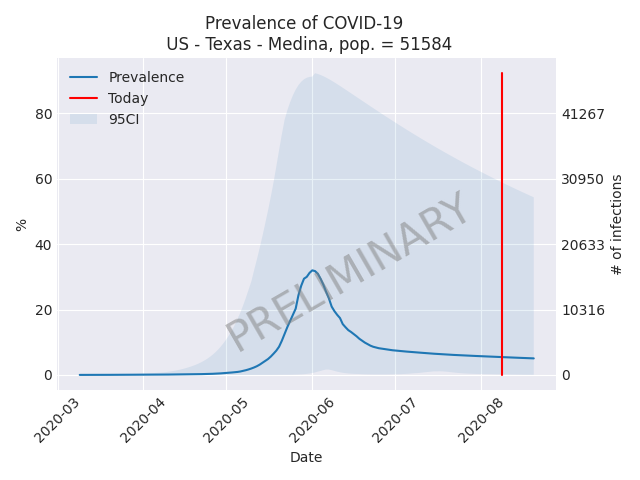 Prevalence of COVID-19
US - Texas - Medina, pop. = 51584
Prevalence
Today
95CI
%
80
60
40
20
0
41267
30950
20633
10316
0
# of infections
PRELIMINARY
2020-03
2020-04
2020-05
2020-06
2020-07
2020-08
Date